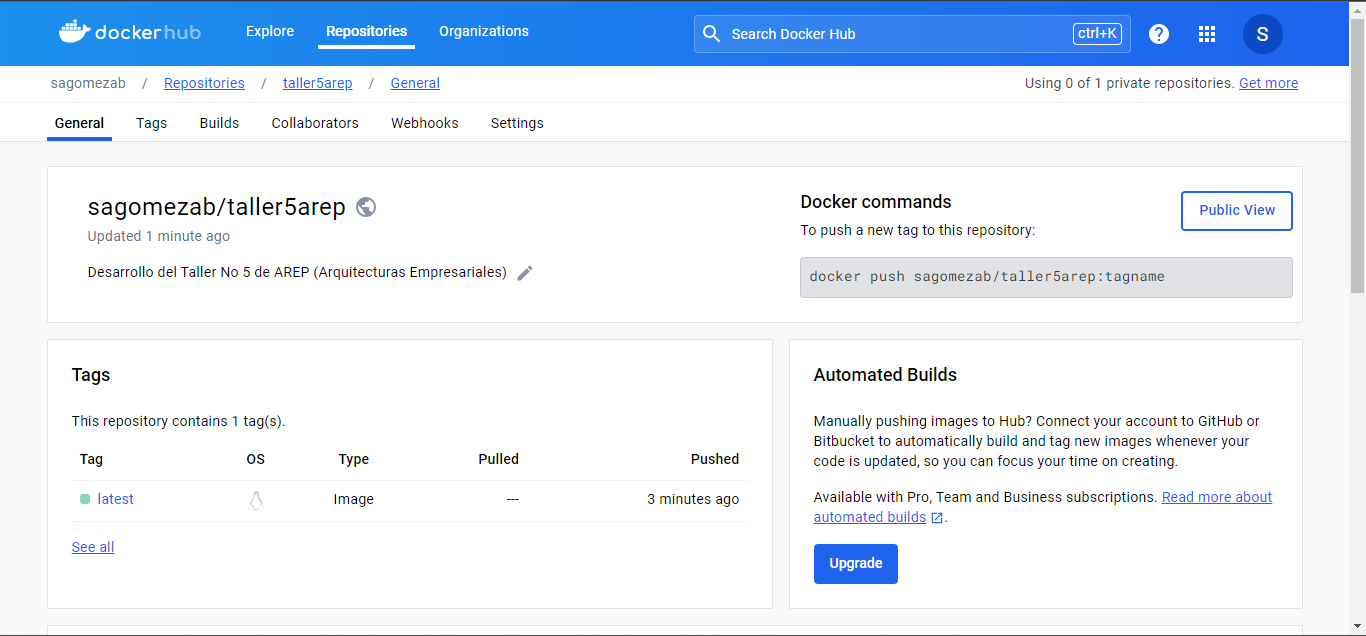 dockerhub
Explore
Repositories
Organizations
Search Docker Hub
ctrl+K
?
S
sagomezab / Repositories / taller5arep / General
Using 0 of 1 private repositories. Get more
General
Tags
Builds
Collaborators
Webhooks
Settings
sagomezab/taller5arep
Updated 1 minute ago
Desarrollo del Taller No 5 de AREP (Arquitecturas Empresariales)
Docker commands
Public View
To push a new tag to this repository:
docker push sagomezab/taller5arep:tagname
Tags
This repository contains 1 tag(s).
Tag OS Type Pulled Pushed
latest Image --- 3 minutes ago
See all
Automated Builds
Manually pushing images to Hub? Connect your account to GitHub or
Bitbucket to automatically build and tag new images whenever your
code is updated, so you can focus your time on creating.
Available with Pro, Team and Business subscriptions. Read more about
automated builds.
Upgrade